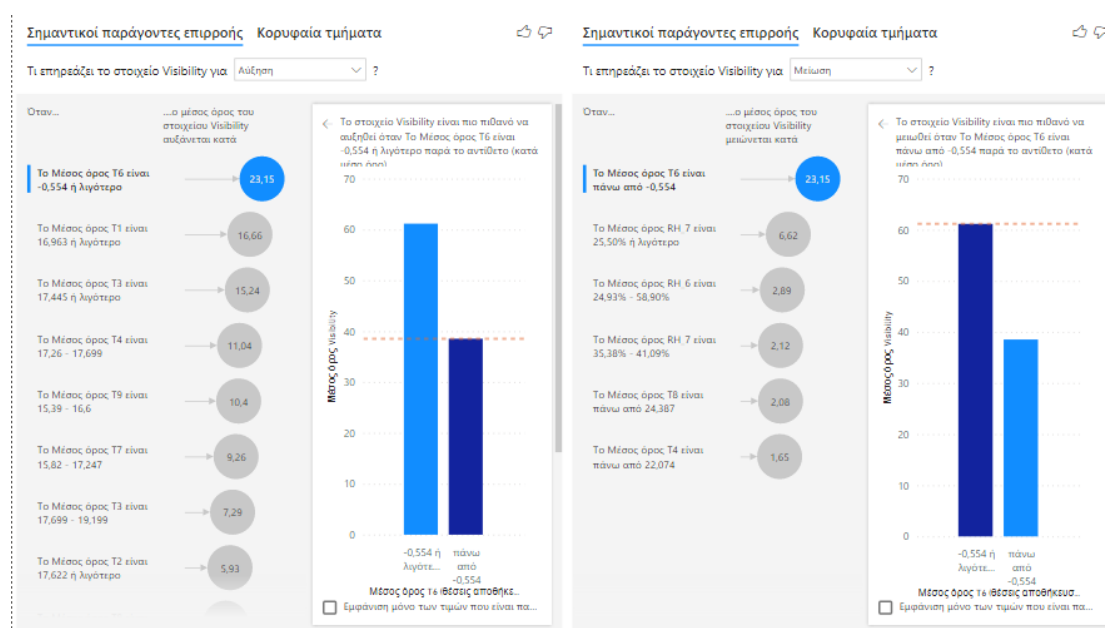 Σημαντικοί παράγοντες επιρροής Κορυφαία τμήματα
Τι επηρεάζει το στοιχείο Visibility για Αύξηση ?
Όταν...
....ο μέσος όρος του
στοιχείου Visibility
αυξάνεται κατά
Το Μέσος όρος T6 είναι
-0,554 ή λιγότερο
23,15
Το Μέσος όρος T1 είναι
16,963 ή λιγότερο
16,66
Το Μέσος όρος T3 είναι
17,445 ή λιγότερο
15,24
Το Μέσος όρος T4 είναι
17,26 - 17,699
11,04
Το Μέσος όρος T9 είναι
15,39 - 16,6
10,4
Το Μέσος όρος T7 είναι
15,82 - 17,247
9,26
Το Μέσος όρος T3 είναι
17,699 - 19,199
7,29
Το Μέσος όρος T2 είναι
17,622 ή λιγότερο
5,93
Το στοιχείο Visibility είναι πιο πιθανό να
αυξηθεί όταν Το Μέσος όρος T6 είναι
-0,554 ή λιγότερο παρά το αντίθετο (κατά
μέσο όρο)
70
60
50
40
30
20
10
0
Μέσος όρος Visibility
-0,554 ή
λιγότε...
πάνω
από
-0,554
Μέσος όρος T6 (θέσεις αποθήκε...
Εμφάνιση μόνο των τιμών που είναι πα...
Σημαντικοί παράγοντες επιρροής Κορυφαία τμήματα
Τι επηρεάζει το στοιχείο Visibility για Μείωση ?
Όταν...
....ο μέσος όρος του
στοιχείου Visibility
μειώνεται κατά
Το Μέσος όρος T6 είναι
πάνω από -0,554
23,15
Το Μέσος όρος RH_7 είναι
25,50% ή λιγότερο
6,62
Το Μέσος όρος RH_6 είναι
24,93% - 58,90%
2,89
Το Μέσος όρος RH_7 είναι
35,38% - 41,09%
2,12
Το Μέσος όρος T8 είναι
πάνω από 24,387
2,08
Το Μέσος όρος T4 είναι
πάνω από 22,074
1,65
Το στοιχείο Visibility είναι πιο πιθανό να
μειωθεί όταν Το Μέσος όρος T6 είναι
πάνω από -0,554 παρά το αντίθετο (κατά
μέσο όρο)
70
60
50
40
30
20
10
0
Μέσος όρος Visibility
-0,554 ή
λιγότε...
πάνω
από
-0,554
Μέσος όρος T6 (θέσεις αποθήκευσ...
Εμφάνιση μόνο των τιμών που είναι πα...